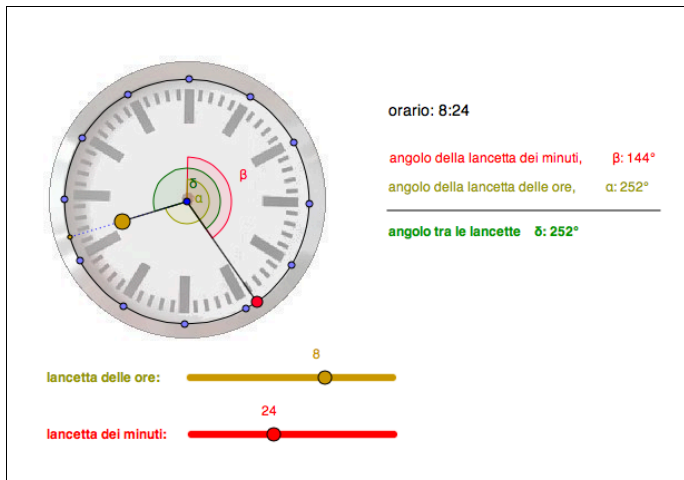 orario: 8:24
β
δ
α
angolo della lancetta dei minuti, β: 144°
angolo della lancetta delle ore, α: 252°
angolo tra le lancette δ: 252°
8
lancetta delle ore:
24
lancetta dei minuti: